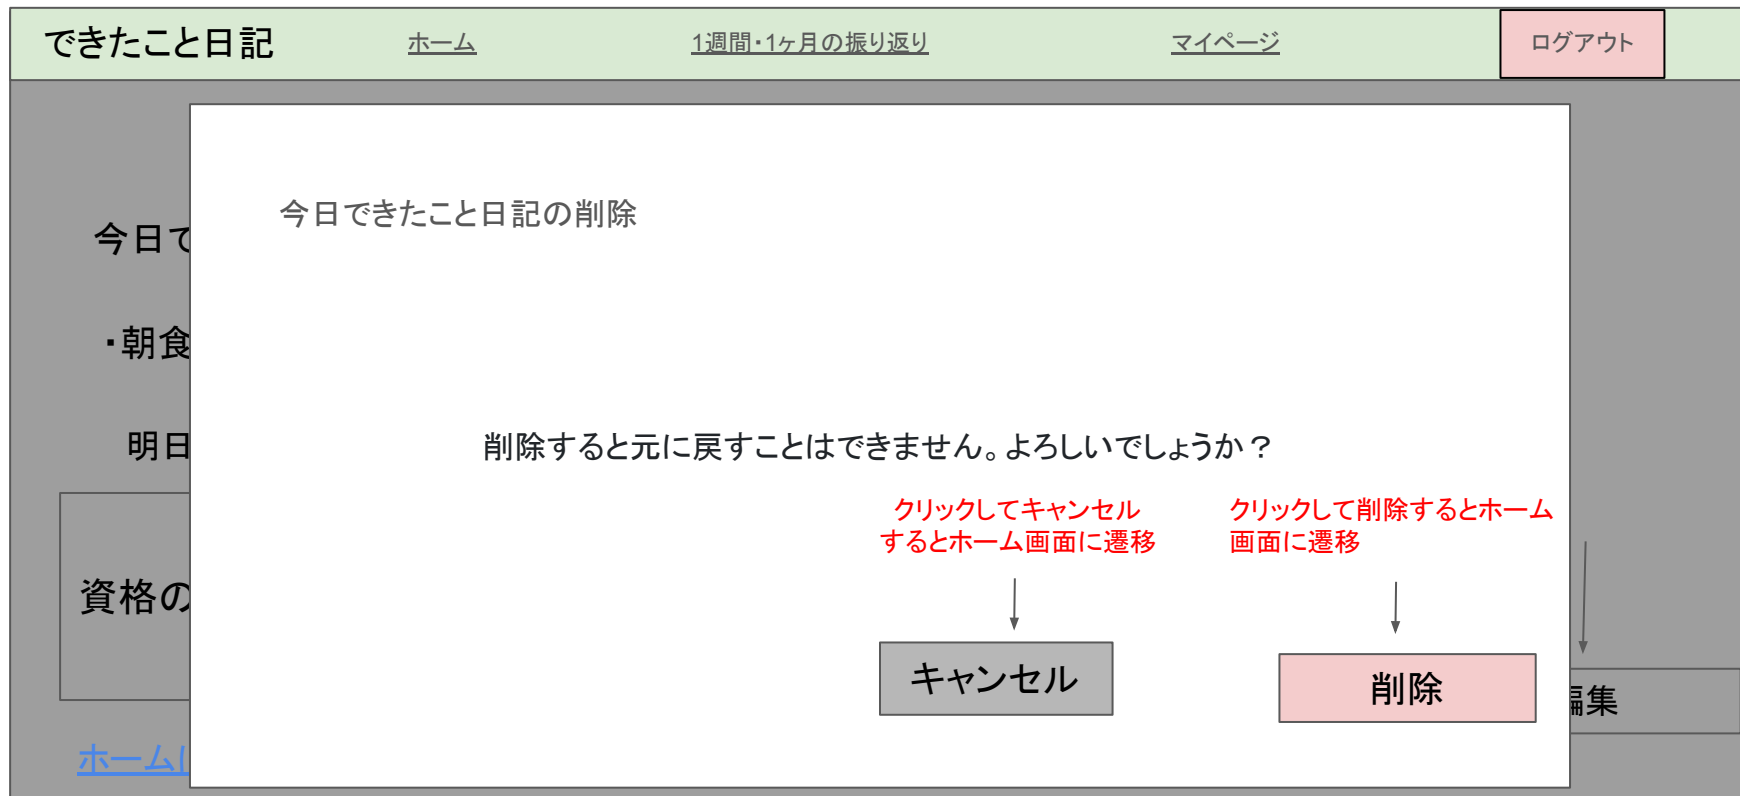 できたこと日記 ホーム 1週間・1ヶ月の振り返り マイページ ログアウト
今日できたこと日記の削除
今日で
・朝食
明日
削除すると元に戻すことはできません。よろしいでしょうか？
クリックしてキャンセル
するとホーム画面に遷移
クリックして削除するとホーム
画面に遷移
資格の
キャンセル
削除
編集
ホーム